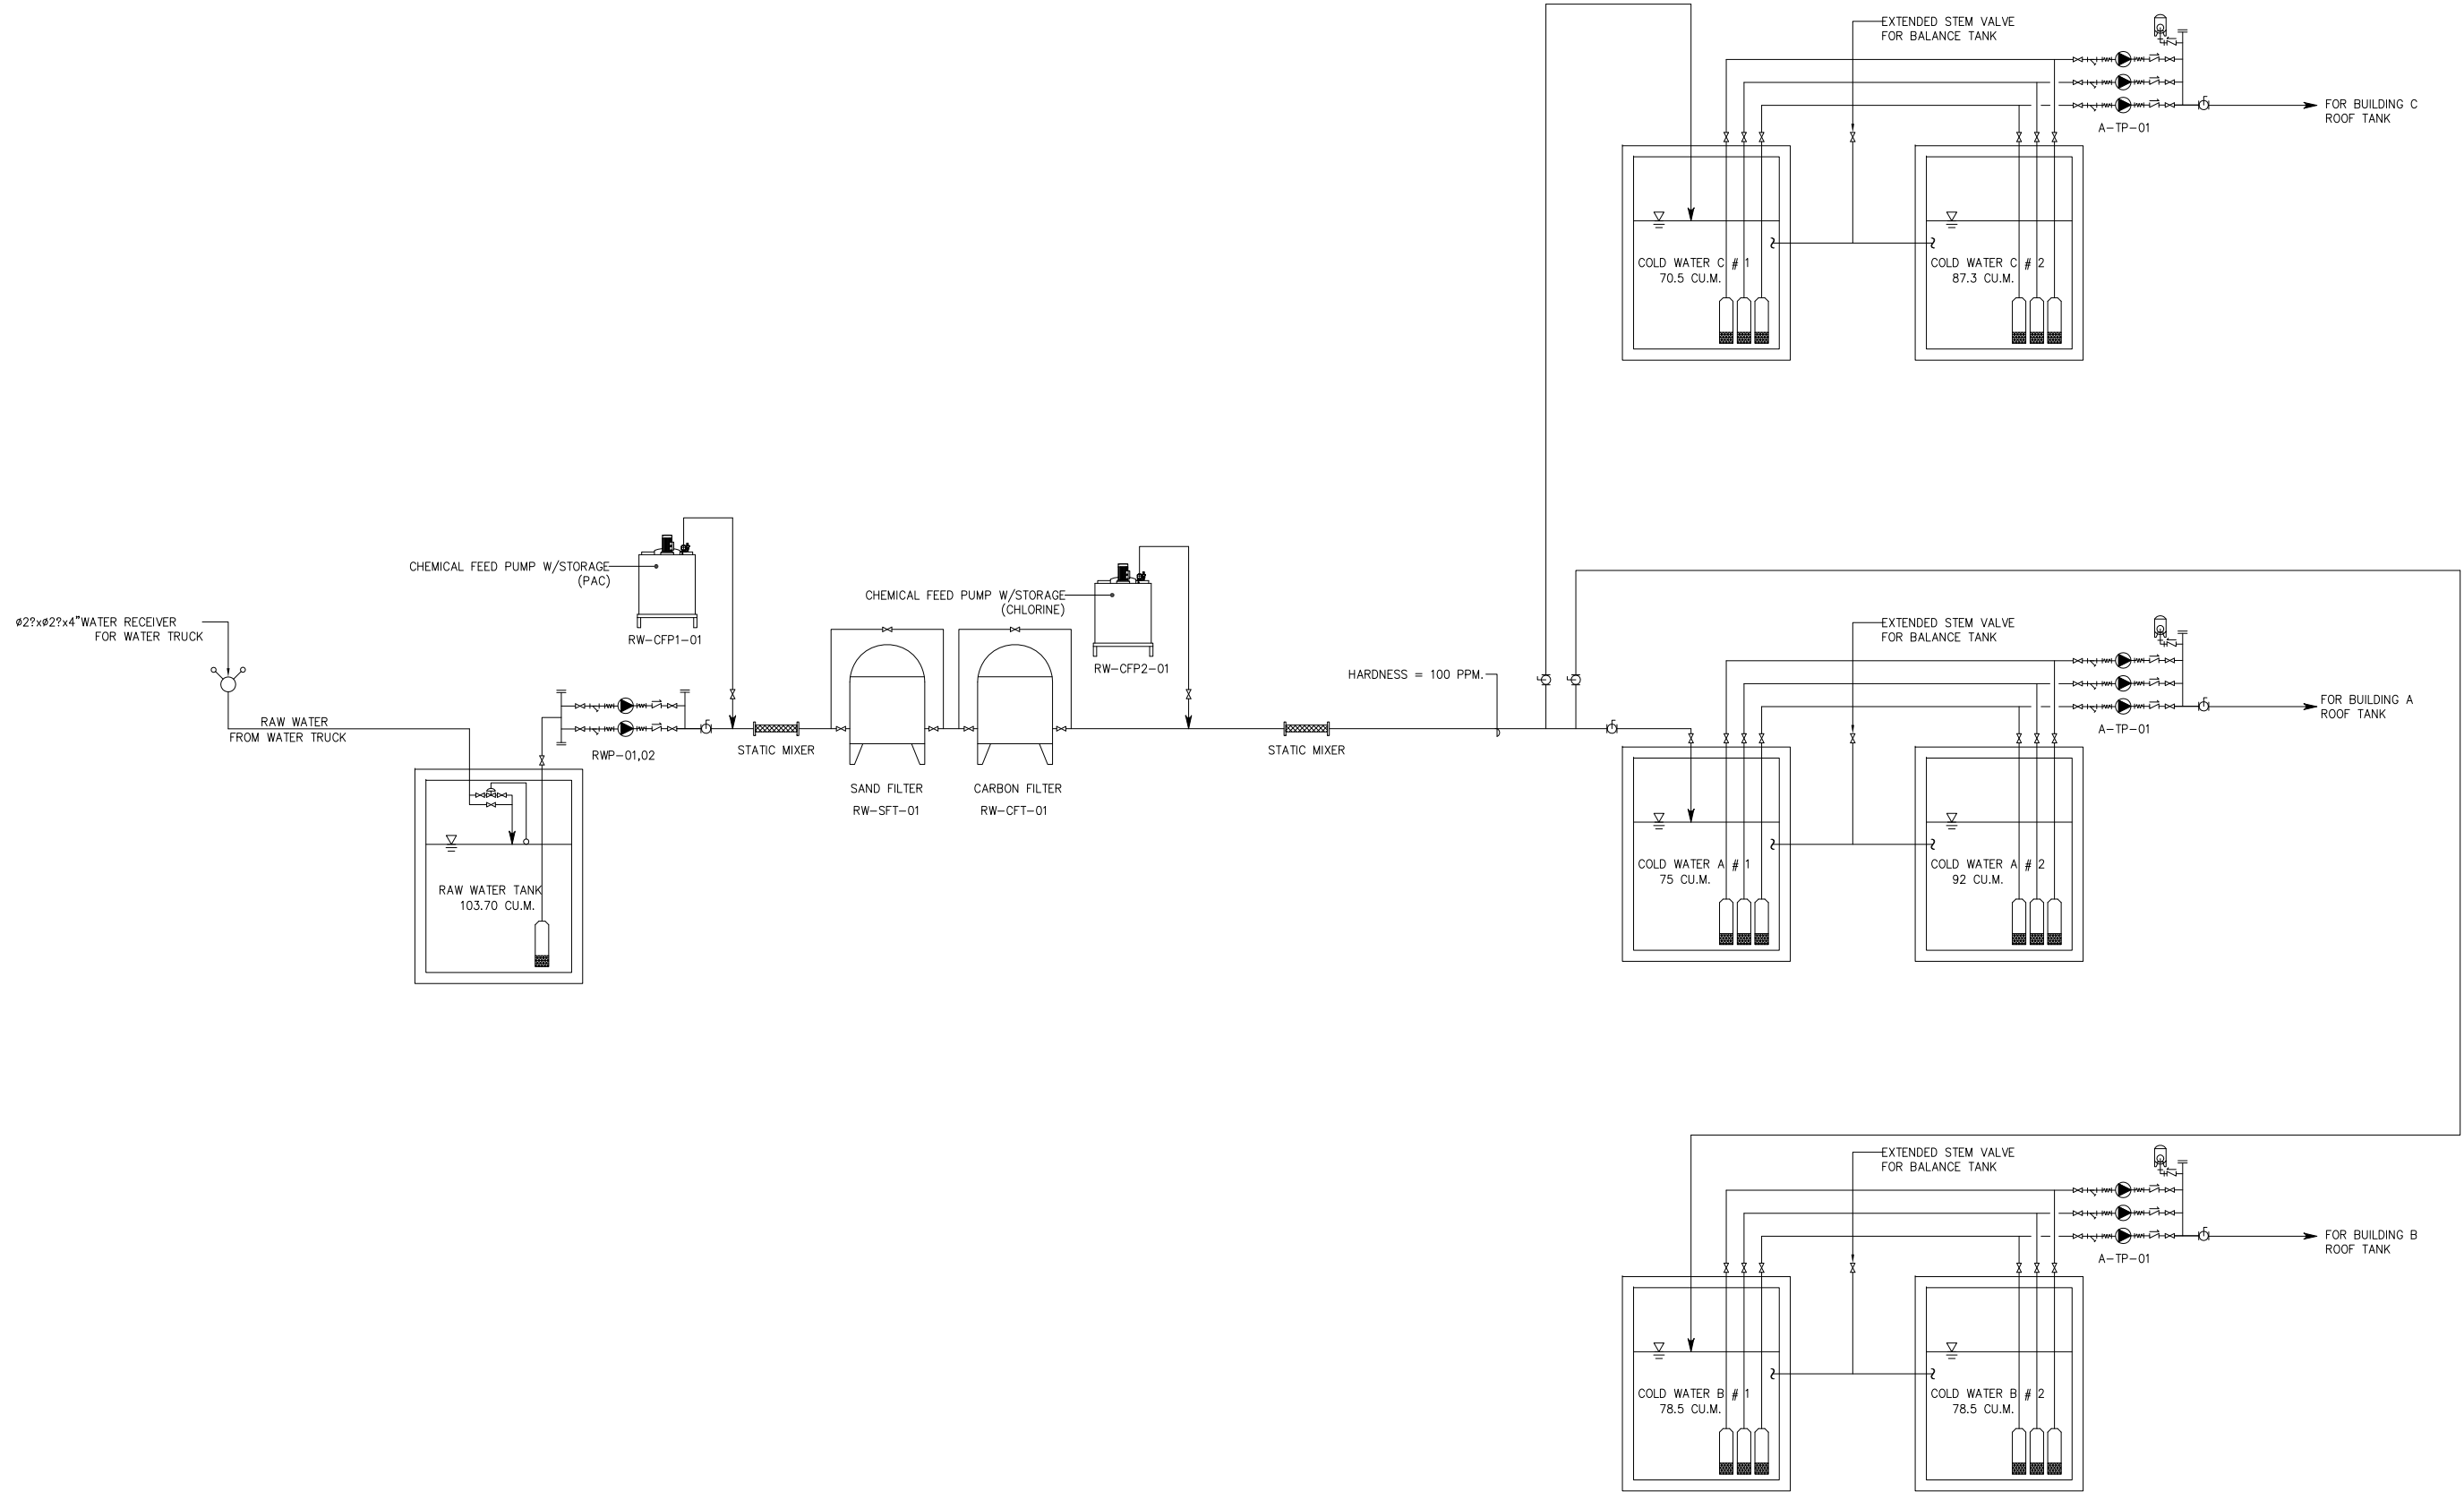 EXTENDED STEM VALVE
FOR BALANCE TANK
FOR BUILDING C
ROOF TANK
A-TP-01
COLD WATER C # 1
70.5 CU.M.
COLD WATER C # 2
87.3 CU.M.
CHEMICAL FEED PUMP W/STORAGE
(PAC)
RW-CFP1-01
CHEMICAL FEED PUMP W/STORAGE
(CHLORINE)
RW-CFP2-01
ø2?xø2?x4"WATER RECEIVER
FOR WATER TRUCK
RAW WATER
FROM WATER TRUCK
RWP-01,02
STATIC MIXER
SAND FILTER
RW-SFT-01
CARBON FILTER
RW-CFT-01
STATIC MIXER
HARDNESS = 100 PPM.
RAW WATER TANK
103.70 CU.M.
EXTENDED STEM VALVE
FOR BALANCE TANK
FOR BUILDING A
ROOF TANK
A-TP-01
COLD WATER A # 1
75 CU.M.
COLD WATER A # 2
92 CU.M.
EXTENDED STEM VALVE
FOR BALANCE TANK
FOR BUILDING B
ROOF TANK
A-TP-01
COLD WATER B # 1
78.5 CU.M.
COLD WATER B # 2
78.5 CU.M.